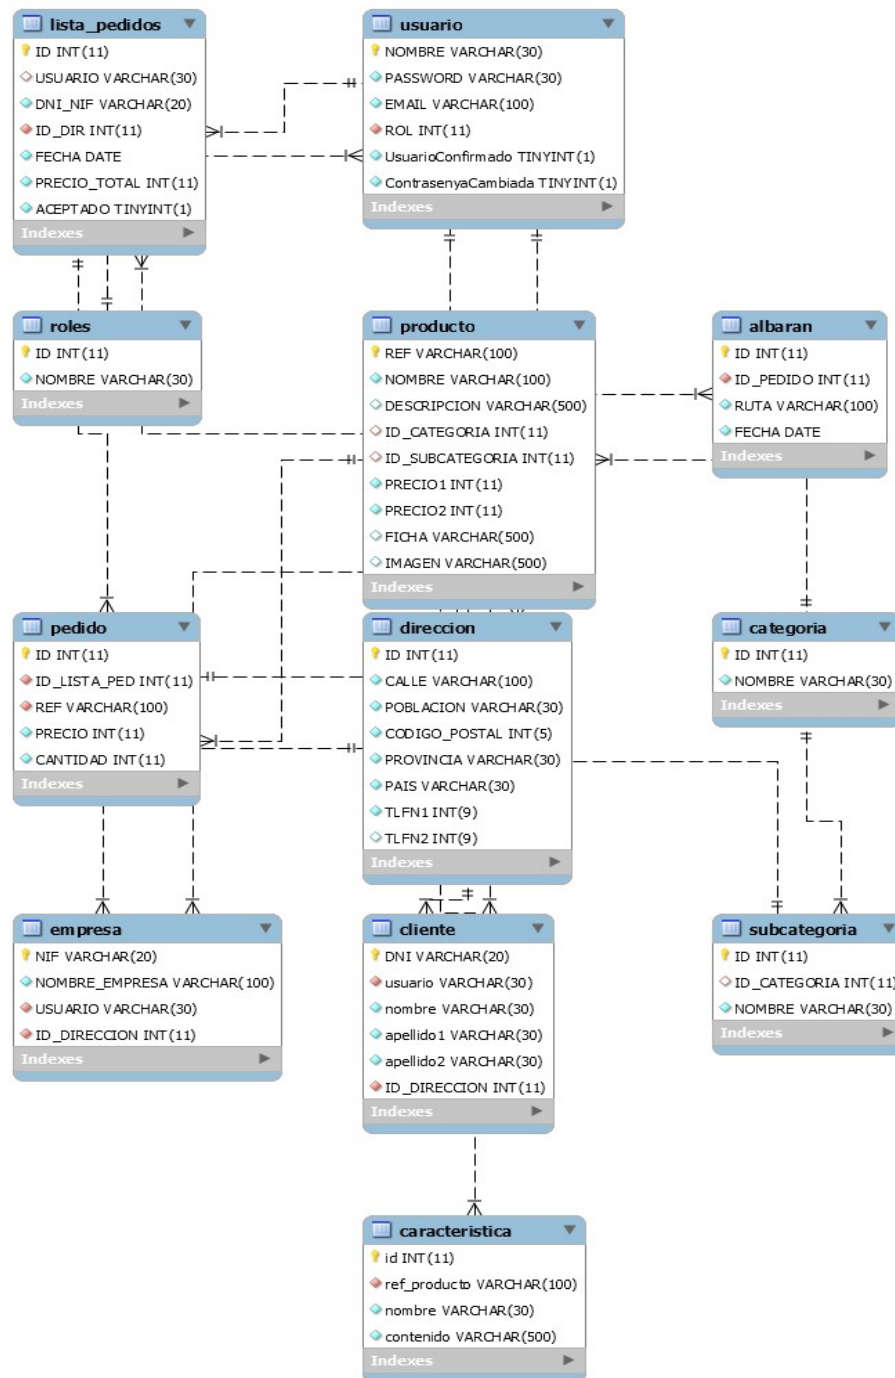 lista_pedidos
ID INT(11)
USUARIO VARCHAR(30)
DNI_NIF VARCHAR(20)
ID_DIR INT(11)
FECHA DATE
PRECIO_TOTAL INT(11)
ACEPTADO TINYINT(1)
Indexes
usuario
NOMBRE VARCHAR(30)
PASSWORD VARCHAR(30)
EMAIL VARCHAR(100)
ROL INT(11)
UsuarioConfirmado TINYINT(1)
ContrasenyaCambiada TINYINT(1)
Indexes
roles
ID INT(11)
NOMBRE VARCHAR(30)
Indexes
producto
REF VARCHAR(100)
NOMBRE VARCHAR(100)
DESCRIPCION VARCHAR(500)
ID_CATEGORIA INT(11)
ID_SUBCATEGORIA INT(11)
PRECIO1 INT(11)
PRECIO2 INT(11)
FICHA VARCHAR(500)
IMAGEN VARCHAR(500)
Indexes
albaran
ID INT(11)
ID_PEDIDO INT(11)
RUTA VARCHAR(100)
FECHA DATE
Indexes
pedido
ID INT(11)
ID_LISTA_PED INT(11)
REF VARCHAR(100)
PRECIO INT(11)
CANTIDAD INT(11)
Indexes
direccion
ID INT(11)
CALLE VARCHAR(100)
POBLACION VARCHAR(30)
CODIGO_POSTAL INT(5)
PROVINCIA VARCHAR(30)
PAIS VARCHAR(30)
TLFN1 INT(9)
TLFN2 INT(9)
Indexes
categoria
ID INT(11)
NOMBRE VARCHAR(30)
Indexes
empresa
NIF VARCHAR(20)
NOMBRE_EMPRESA VARCHAR(100)
USUARIO VARCHAR(30)
ID_DIRECCION INT(11)
Indexes
cliente
DNI VARCHAR(20)
usuario VARCHAR(30)
nombre VARCHAR(30)
apellido1 VARCHAR(30)
apellido2 VARCHAR(30)
ID_DIRECCION INT(11)
Indexes
subcategoria
ID INT(11)
ID_CATEGORIA INT(11)
NOMBRE VARCHAR(30)
Indexes
caracteristica
id INT(11)
ref_producto VARCHAR(100)
nombre VARCHAR(30)
contenido VARCHAR(500)
Indexes